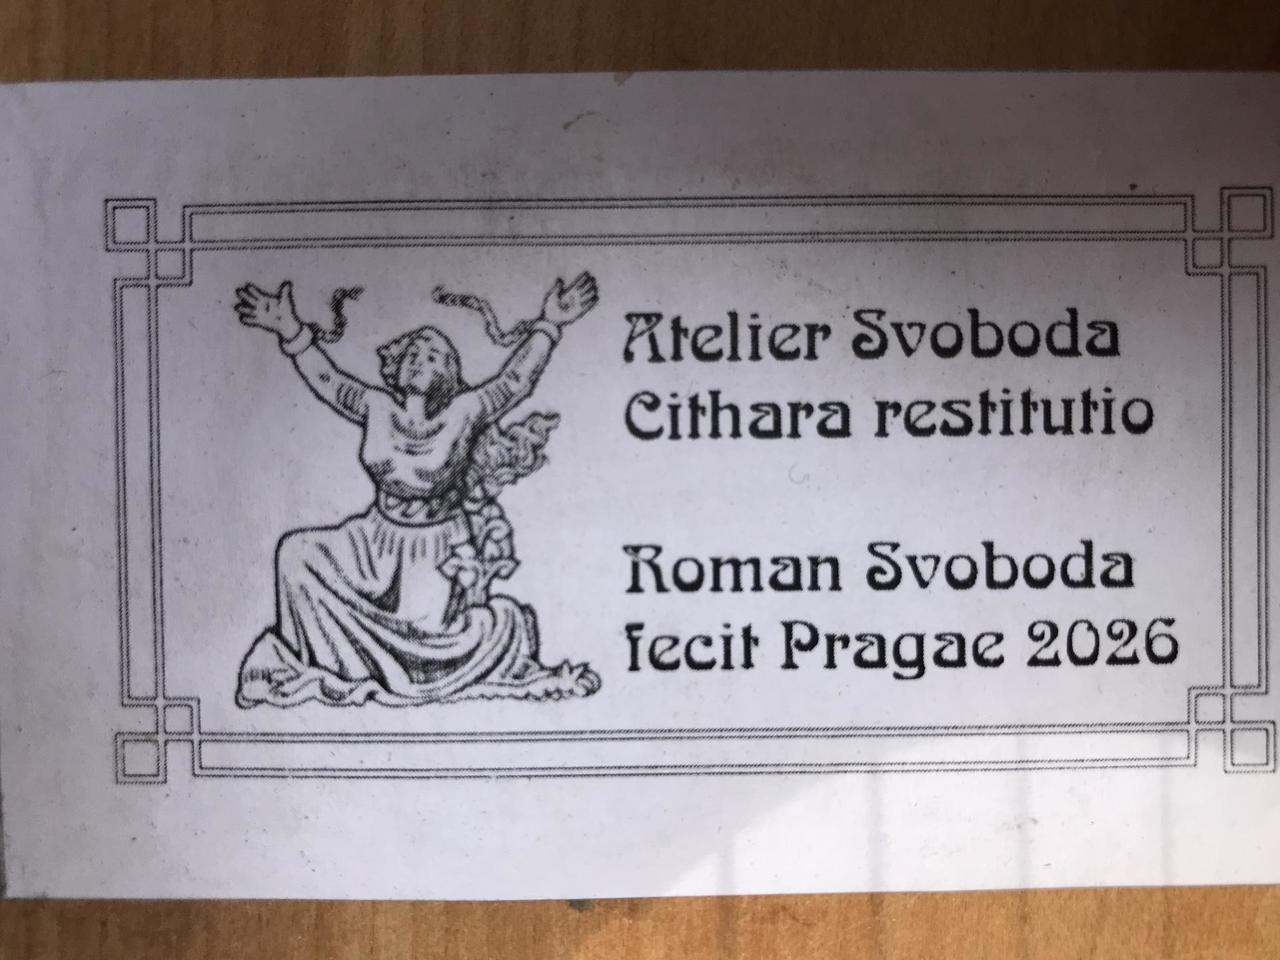 Atelier Svoboda
Cithara restitutio
Roman Svoboda
fecit Pragae 2026